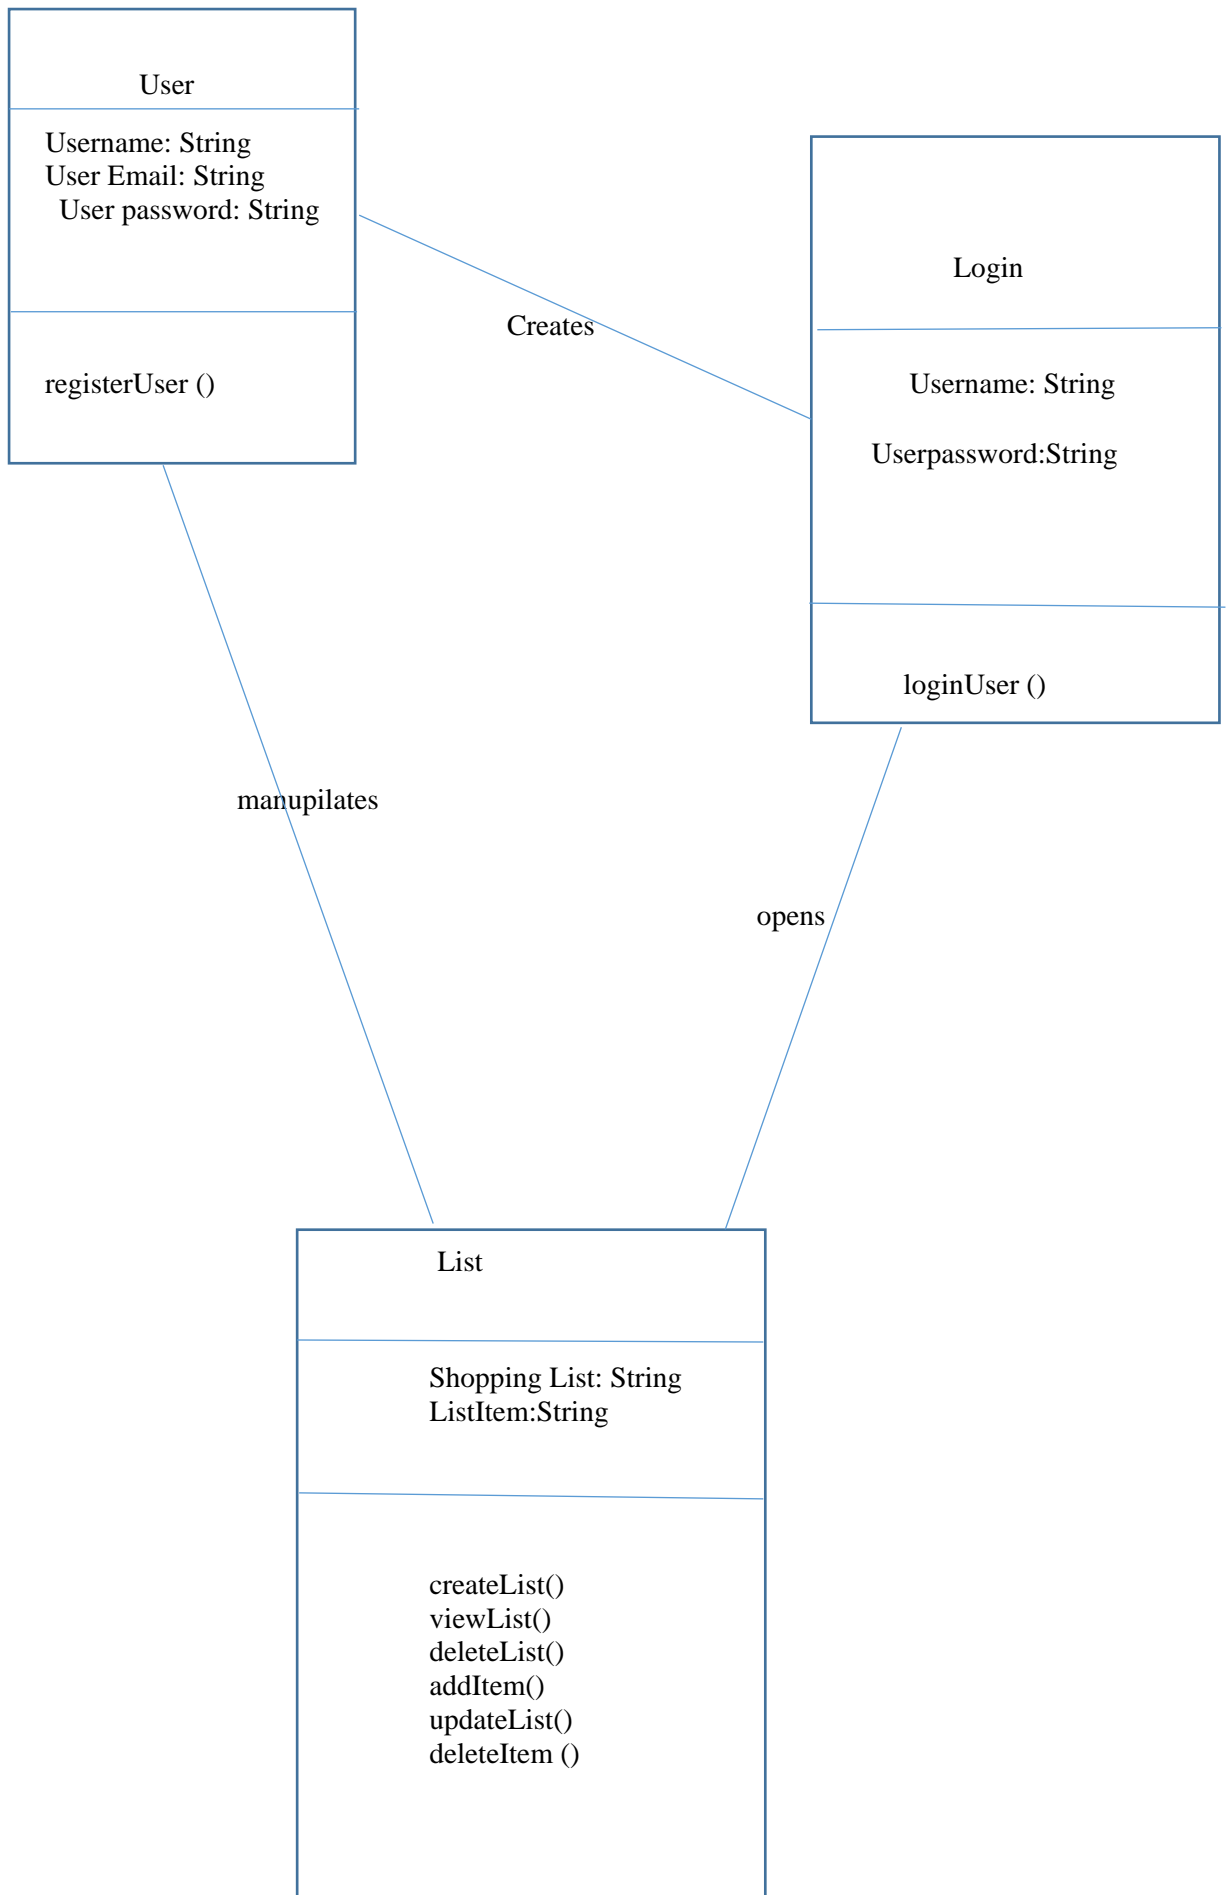 User
Username: String
User Email: String
User password: String
registerUser ()
Creates
Login
Username: String
Userpassword:String
loginUser ()
manupilates
opens
List
Shopping List: String
ListItem:String
createList()
viewList()
deleteList()
addItem()
updateList()
deleteItem ()